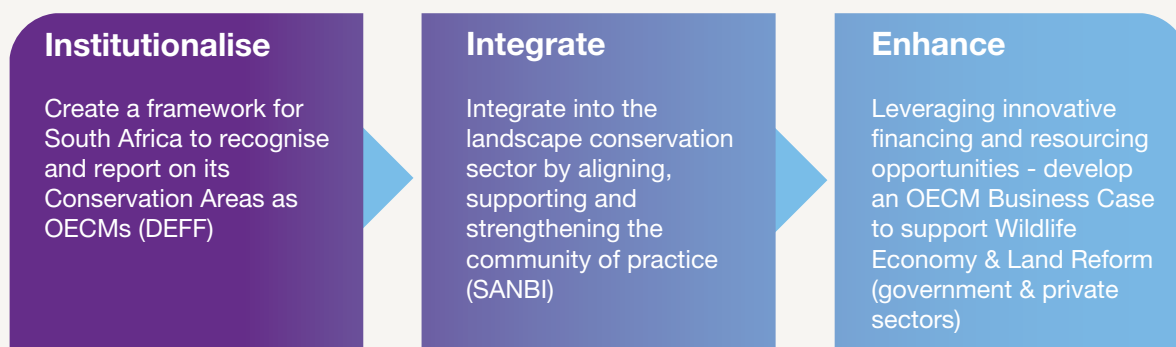 Institutionalise
Create a framework for
South Africa to recognise
and report on its
Conservation Areas as
OECMs (DEFF)
Integrate
Integrate into the
landscape conservation
sector by aligning,
supporting and
strengthening the
community of practice
(SANBI)
Enhance
Leveraging innovative
financing and resourcing
opportunities - develop
an OECM Business Case
to support Wildlife
Economy & Land Reform
(government & private
sectors)